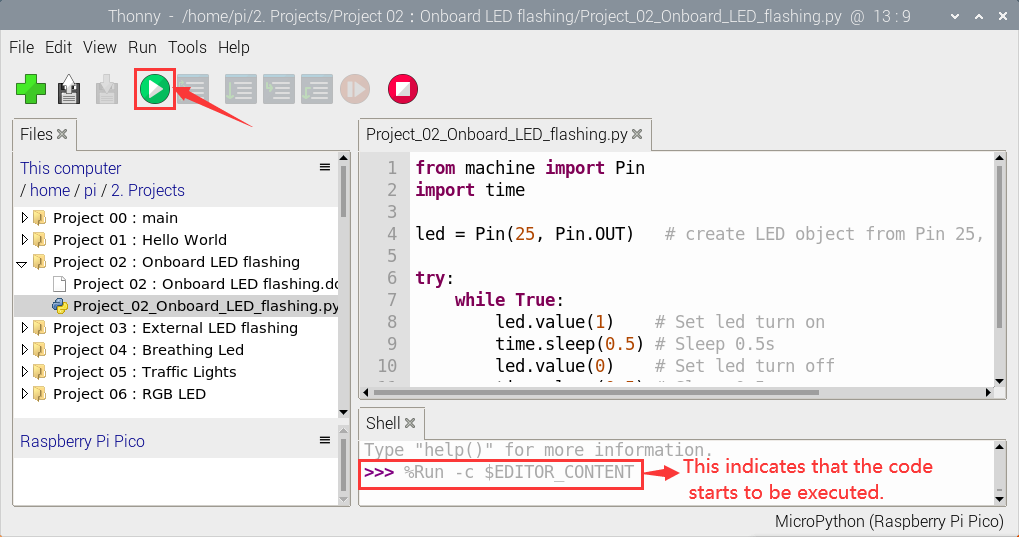 Thonny - /home/pi/2. Projects/Project 02 : Onboard LED flashing/Project_02_Onboard_LED_flashing.py @ 13 : 9
File Edit View Run Tools Help
Files
This computer
/ home / pi / 2. Projects
Project 00 : main
Project 01 : Hello World
Project 02 : Onboard LED flashing
Project 02 : Onboard LED flashing.do
Project_02_Onboard_LED_flashing.py
Project 03 : External LED flashing
Project 04 : Breathing Led
Project 05 : Traffic Lights
Project 06 : RGB LED
Raspberry Pi Pico
Project_02_Onboard_LED_flashing.py
1 from machine import Pin
2 import time
3
4 led = Pin(25, Pin.OUT) # create LED object from Pin 25,
5
6 try:
7 while True:
8 led.value(1) # Set led turn on
9 time.sleep(0.5) # Sleep 0.5s
10 led.value(0) # Set led turn off
Shell
Type "help()" for more information.
>>> %Run -c $EDITOR_CONTENT
This indicates that the code
starts to be executed.
MicroPython (Raspberry Pi Pico)